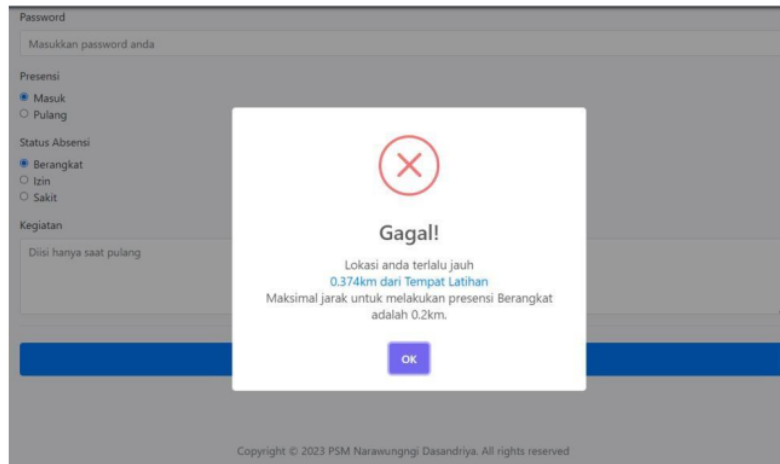 Password
Masukkan password anda
Presensi
Masuk
Pulang
Status Absensi
Berangkat
Izin
Sakit
Kegiatan
Diisi hanya saat pulang
Gagal!
Lokasi anda terlalu jauh
0.374km dari Tempat Latihan
Maksimal jarak untuk melakukan presensi Berangkat
adalah 0.2km.
OK
Copyright © 2023 PSM Narawungngi Dasandriya. All rights reserved